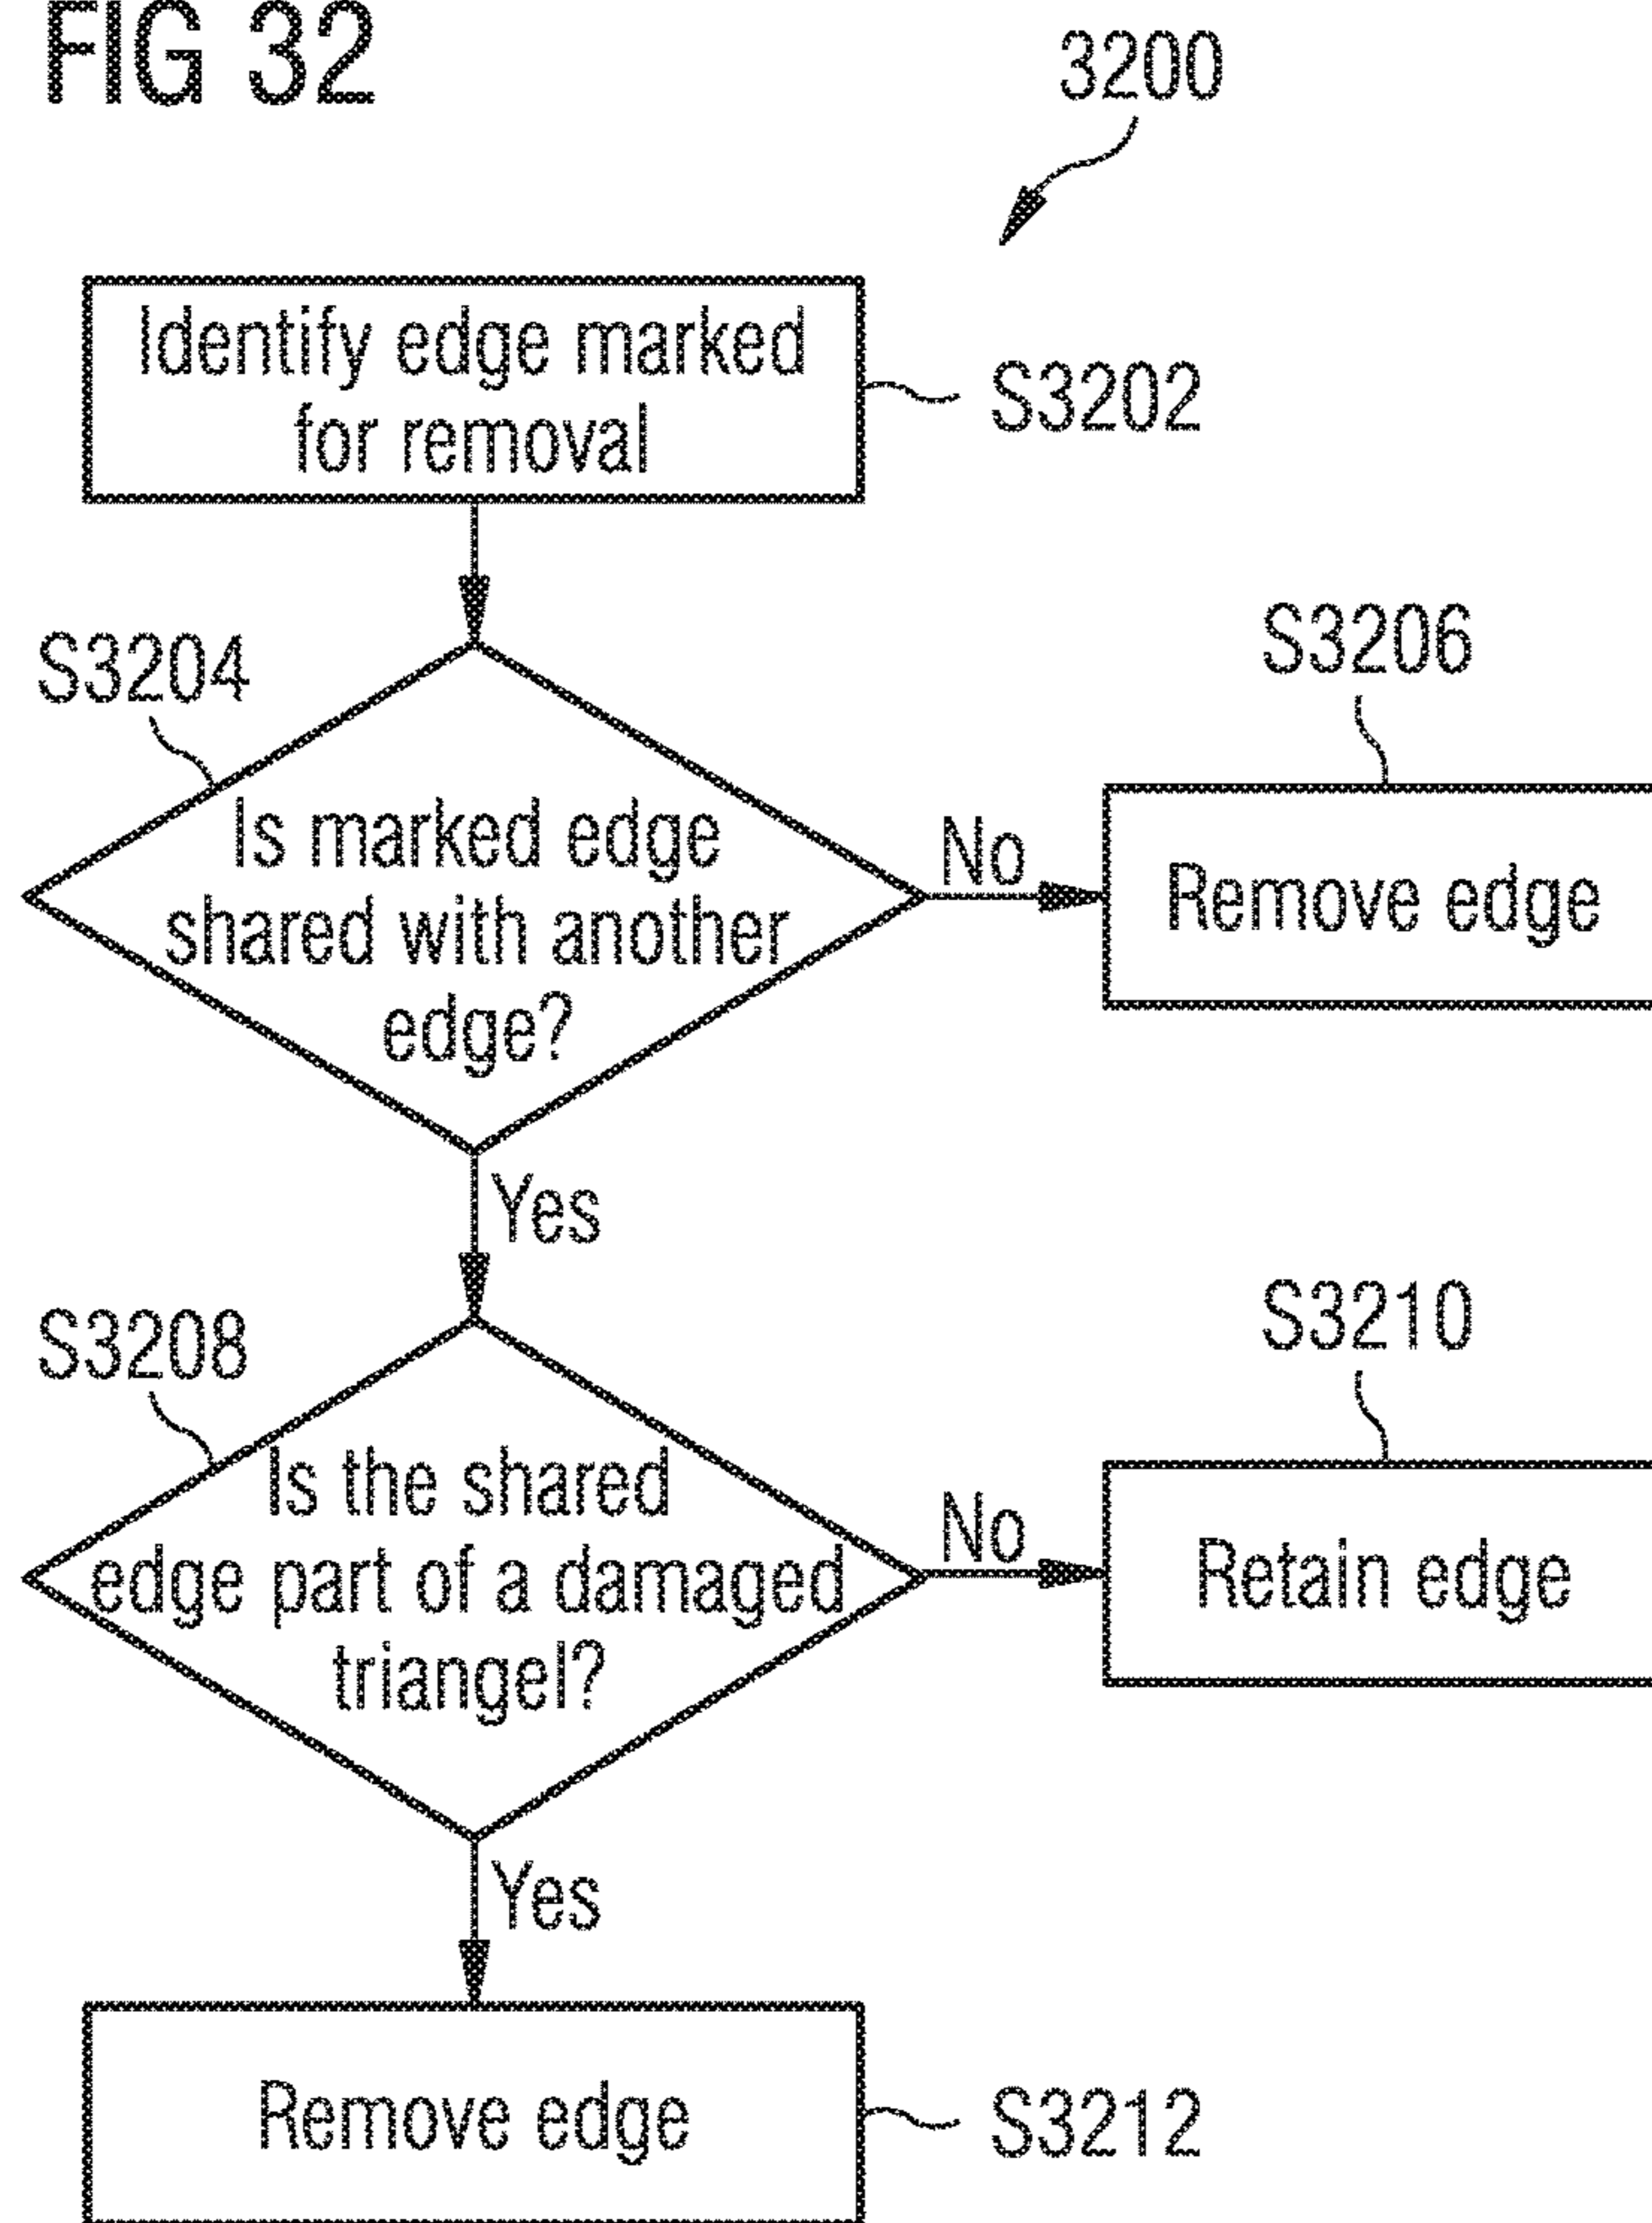 FIG 32
3200
Identify edge marked
for removal
S3202
S3204
Is marked edge
shared with another
edge?
No
S3206
Remove edge
Yes
S3208
Is the shared
edge part of a damaged
triangel?
No
S3210
Retain edge
Yes
Remove edge
S3212